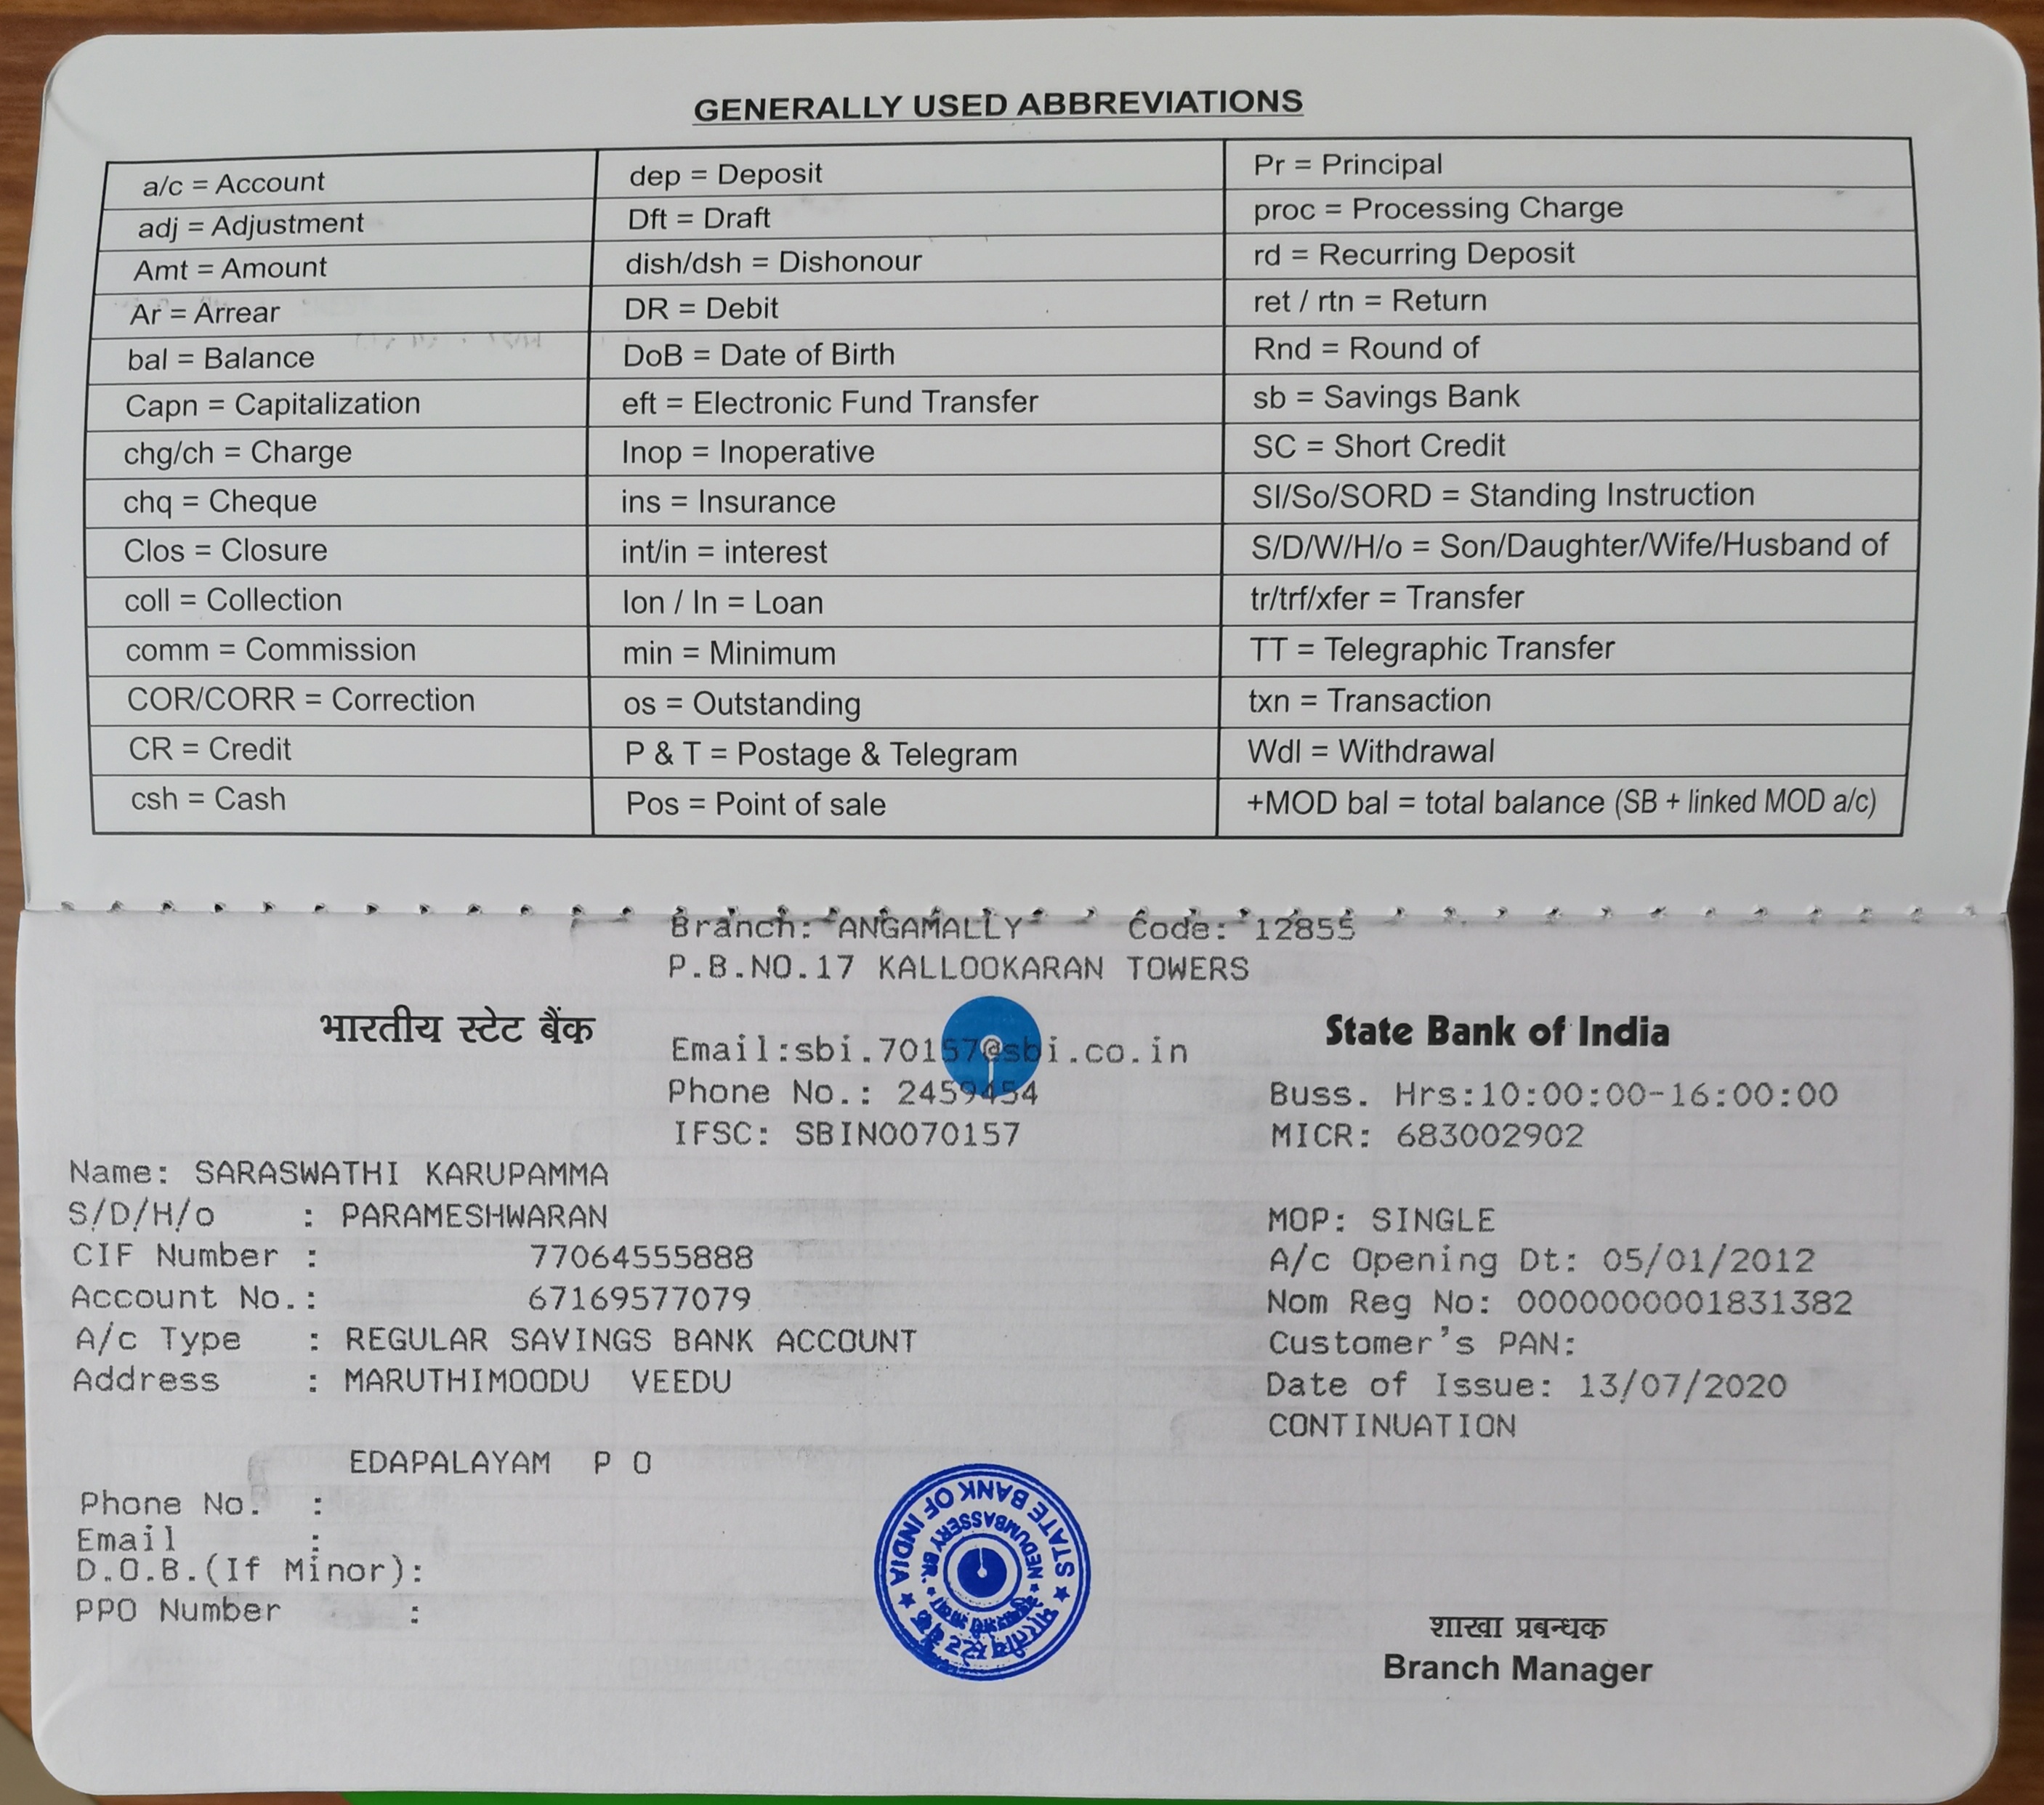 GENERALLY USED ABBREVIATIONS
a/c = Account	dep = Deposit	Pr = Principal
adj = Adjustment	Dft = Draft	proc = Processing Charge
Amt = Amount	dish/dsh = Dishonour	rd = Recurring Deposit
Ar = Arrear	DR = Debit	ret / rtn = Return
bal = Balance	DoB = Date of Birth	Rnd = Round of
Capn = Capitalization	eft = Electronic Fund Transfer	sb = Savings Bank
chg/ch = Charge	Inop = Inoperative	SC = Short Credit
chq = Cheque	ins = Insurance	SI/So/SORD = Standing Instruction
Clos = Closure	int/in = interest	S/D/W/H/o = Son/Daughter/Wife/Husband of
coll = Collection	lon / ln = Loan	tr/trf/xfer = Transfer
comm = Commission	min = Minimum	TT = Telegraphic Transfer
COR/CORR = Correction	os = Outstanding	txn = Transaction
CR = Credit	P & T = Postage & Telegram	Wdl = Withdrawal
csh = Cash	Pos = Point of sale	+MOD bal = total balance (SB + linked MOD a/c)
Branch: ANGAMALLY Code: 12855
P.B.NO.17 KALLOOKARAN TOWERS
भारतीय स्टेट बैंक	State Bank of India
Email:sbi.70157@sbi.co.in
Phone No.: 2459454	Buss. Hrs:10:00:00-16:00:00
IFSC: SBIN0070157	MICR: 683002902
Name: SARASWATHI KARUPAMMA
S/D/H/o : PARAMESHWARAN	MOP: SINGLE
CIF Number : 77064555888	A/c Opening Dt: 05/01/2012
Account No.: 67169577079	Nom Reg No: 0000000001831382
A/c Type : REGULAR SAVINGS BANK ACCOUNT	Customer's PAN:
Address : MARUTHIMOODU VEEDU	Date of Issue: 13/07/2020
CONTINUATION
EDAPALAYAM P O
Phone No. :
Email :
D.O.B.(If Minor):
PPO Number :
STATE BANK OF INDIA
NEDUMBASSERY BR.
शाखा प्रबन्धक
Branch Manager